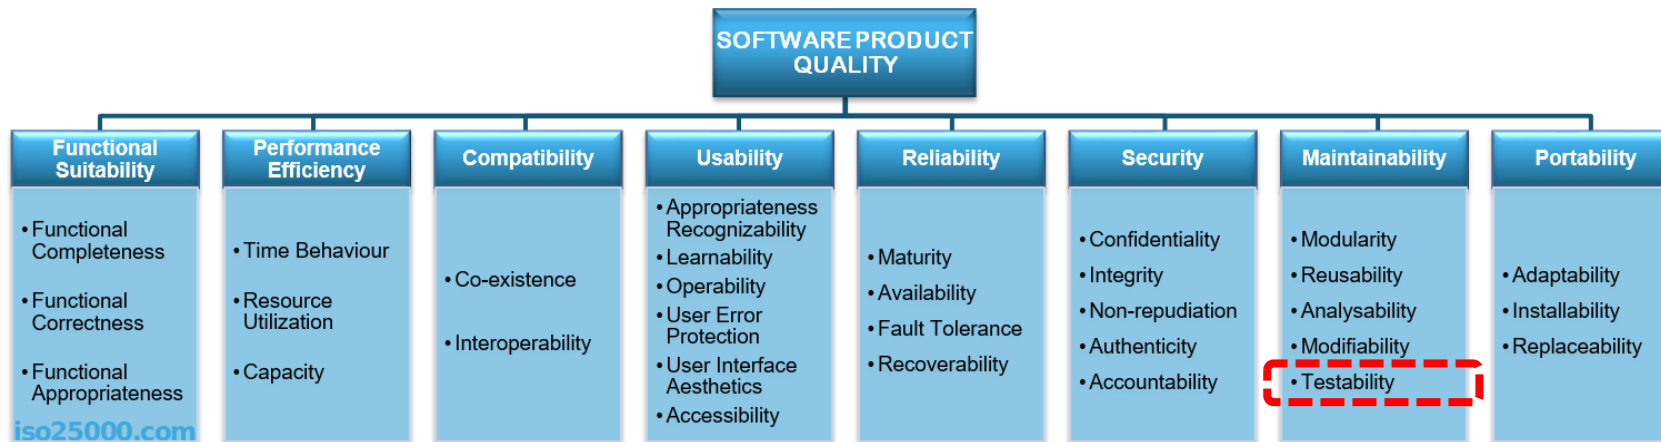 SOFTWARE PRODUCT
QUALITY
Functional
Suitability
• Functional
Completeness
• Functional
Correctness
• Functional
Appropriateness
Performance
Efficiency
• Time Behaviour
• Resource
Utilization
• Capacity
Compatibility
• Co-existence
• Interoperability
Usability
• Appropriateness
Recognizability
• Learnability
• Operability
• User Error
Protection
• User Interface
Aesthetics
• Accessibility
Reliability
• Maturity
• Availability
• Fault Tolerance
• Recoverability
Security
• Confidentiality
• Integrity
• Non-repudiation
• Authenticity
• Accountability
Maintainability
• Modularity
• Reusability
• Analysability
• Modifiability
• Testability
Portability
• Adaptability
• Installability
• Replaceability
iso25000.com